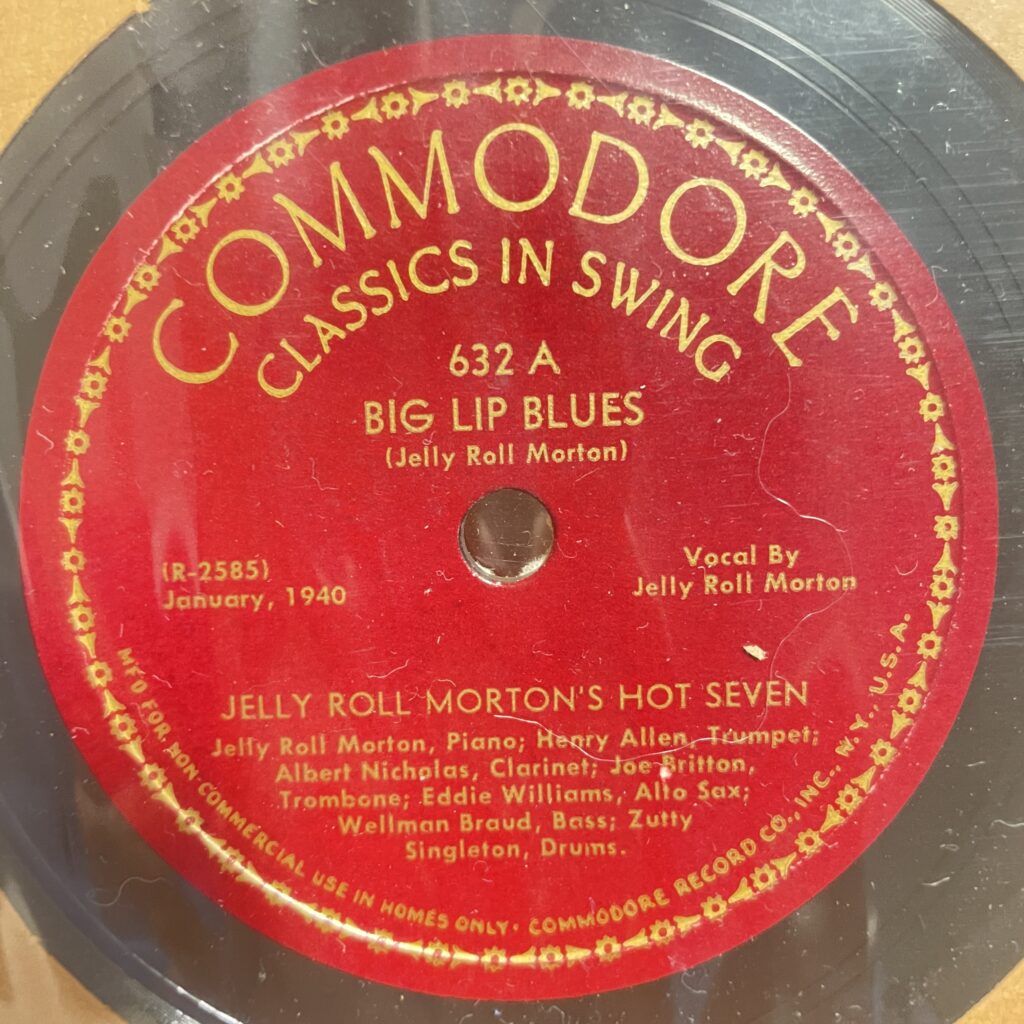 COMMODORE
CLASSICS IN SWING
632 A
BIG LIP BLUES
(Jelly Roll Morton)
(R-2585)
January, 1940
Vocal By
Jelly Roll Morton
JELLY ROLL MORTON'S HOT SEVEN
Jelly Roll Morton, Piano; Henry Allen, Trumpet;
Albert Nicholas, Clarinet; Joe Britton,
Trombone; Eddie Williams, Alto Sax;
Wellman Braud, Bass; Zutty
Singleton, Drums.
MFD FOR NON-COMMERCIAL USE IN HOMES ONLY· COMMODORE RECORD CO., INC., N. Y., U.S.A.